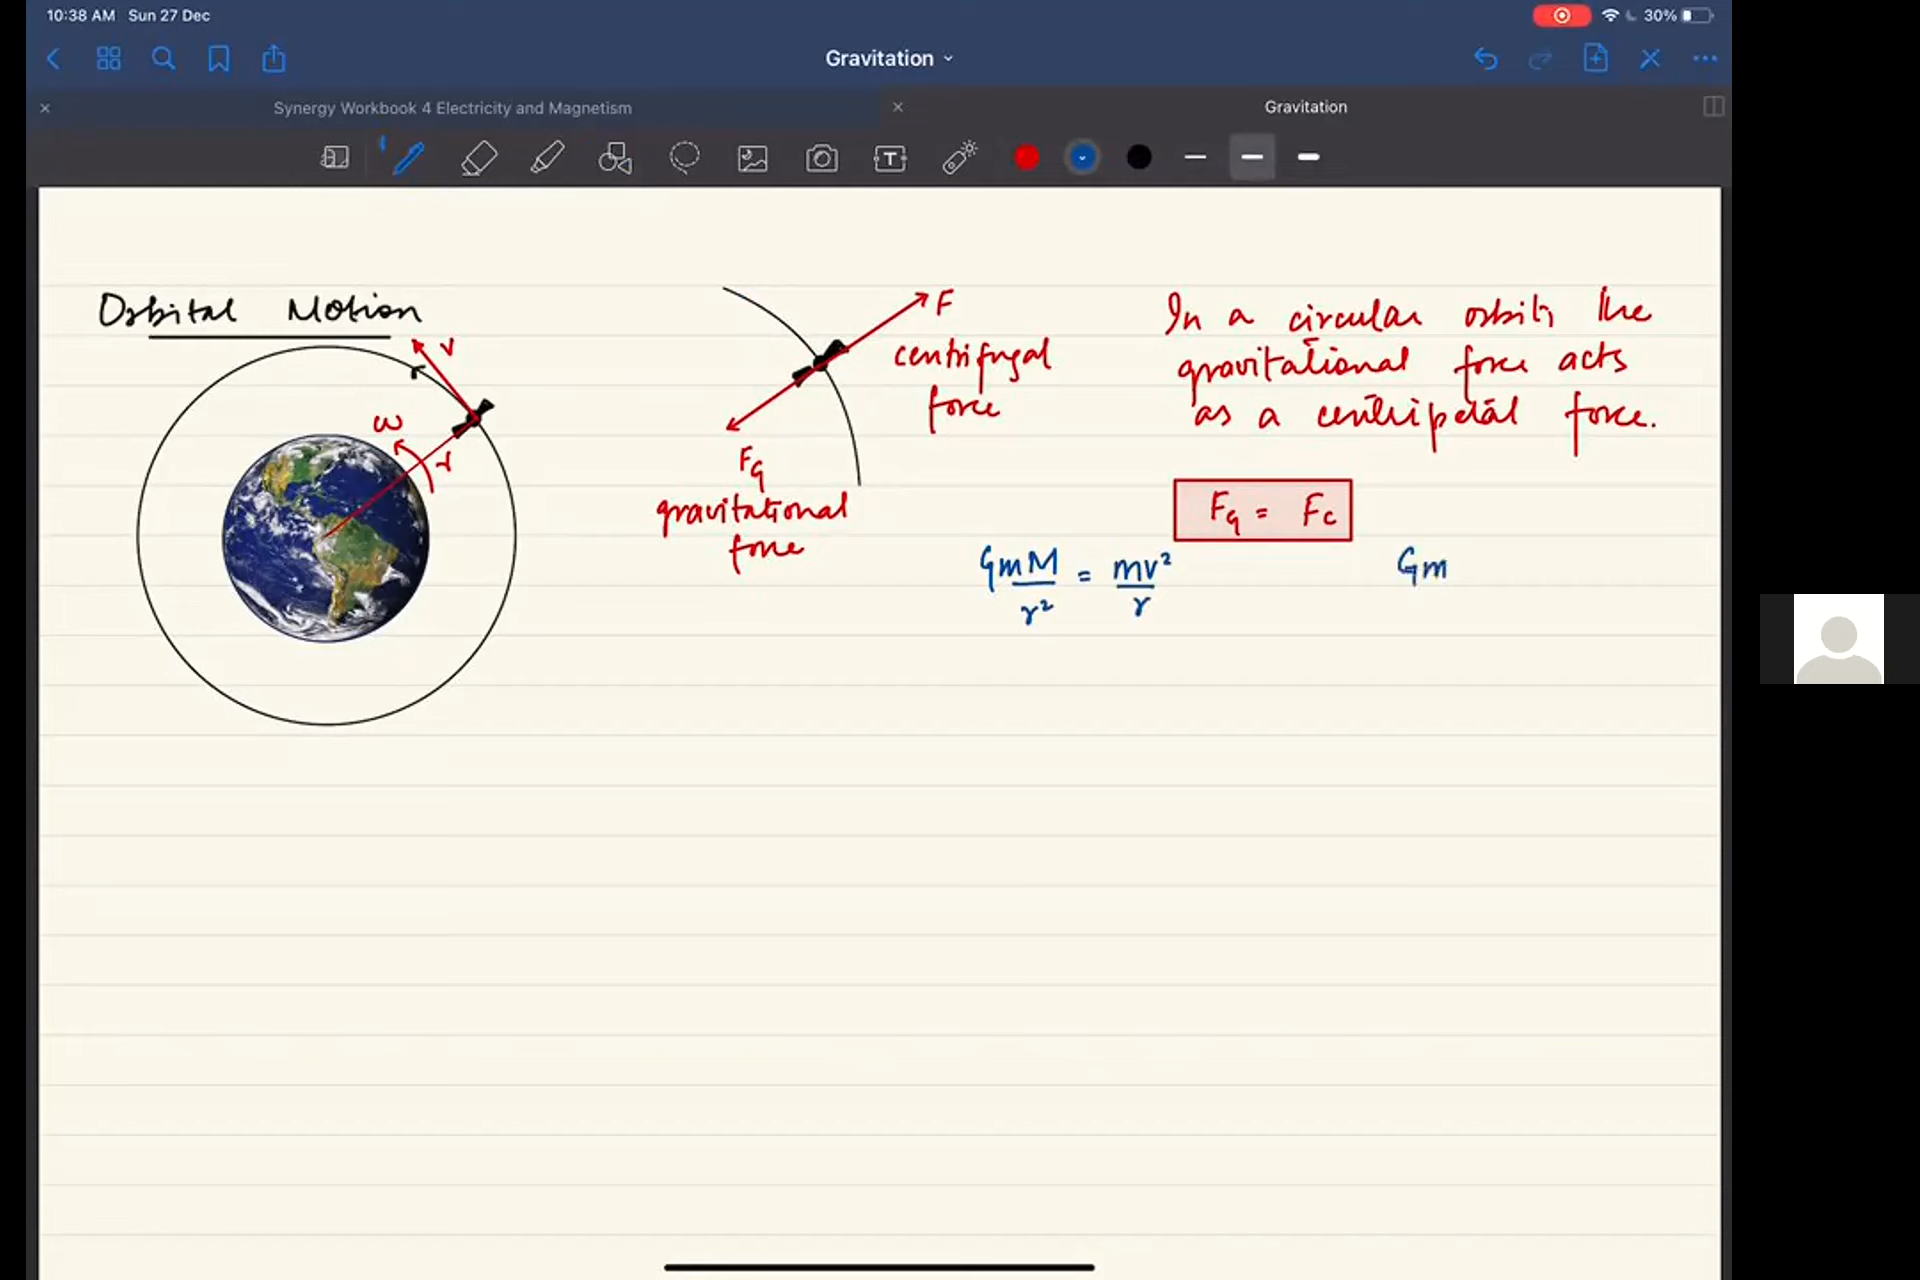 10:38 AM Sun 27 Dec
30%
Gravitation
Synergy Workbook 4 Electricity and Magnetism
Gravitation
T
Orbital Motion
v
ω
r
F
centrifugal
force
FG
gravitational
force
In a circular orbit, the
gravitational force acts
as a centripetal force.
FG = FC
GmM/r² = mv²/r
Gm